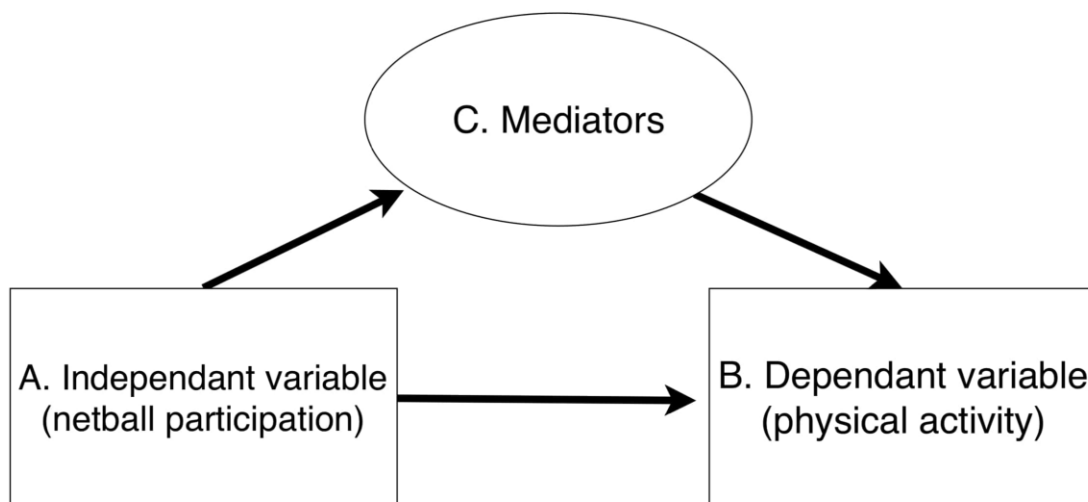 C. Mediators
A. Independant variable
(netball participation)
B. Dependant variable
(physical activity)